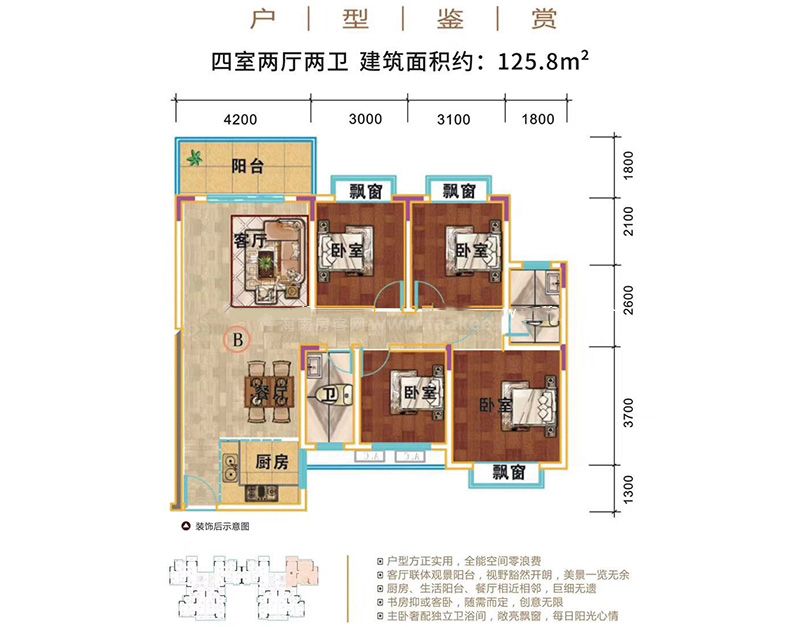 户 型 鉴 赏
四室两厅两卫 建筑面积约：125.8m²
4200 3000 3100 1800
1800
2100
2600
3700
1300
阳台
飘窗 飘窗
客厅 卧室 卧室
B
餐厅 卫 卧室 卧室
厨房
A.C A.C
飘窗
装饰后示意图
户型方正实用，全能空间零浪费
客厅联体观景阳台，视野豁然开朗，美景一览无余
厨房、生活阳台、餐厅相近相邻，巨细无遗
书房抑或客卧，随需而定，创意无限
主卧奢配独立卫浴间，敞亮飘窗，每日阳光心情